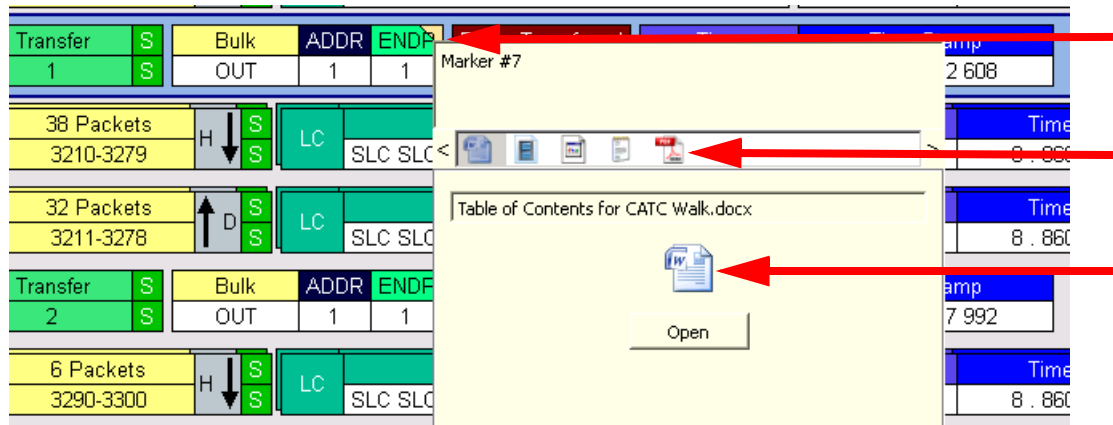 Transfer S Bulk ADDR ENDP
1 S OUT 1 1 2 608
Marker #7
38 Packets H S LC Time
3210-3279 S SLC SLC 8 . 860
< >
32 Packets D S LC Time
3211-3278 S SLC SLC 8 . 860
Table of Contents for CATC Walk.docx
Transfer S Bulk ADDR ENDP
2 S OUT 1 1 7 992
Open
6 Packets H S LC Time
3290-3300 S SLC SLC 8 . 860